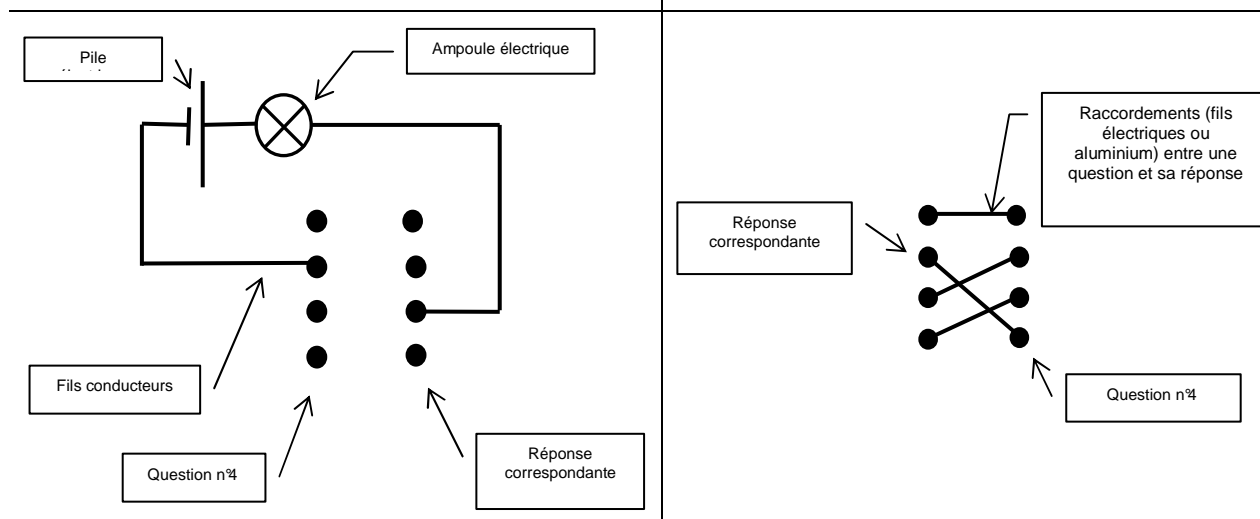 Pile
Ampoule électrique
Fils conducteurs
Question n°4
Réponse
correspondante
Raccordements (fils
électriques ou
aluminium) entre une
question et sa réponse
Réponse
correspondante
Question n°4